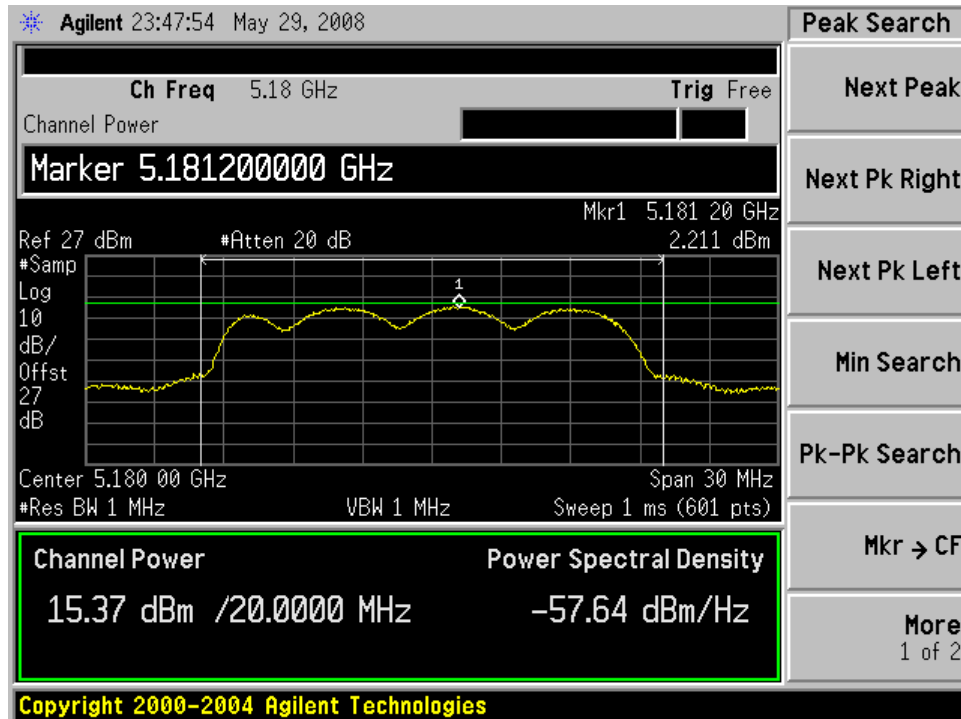 Agilent 23:47:54 May 29, 2008
Peak Search
Ch Freq 5.18 GHz
Trig Free
Channel Power
Marker 5.181200000 GHz
Mkr1 5.181 20 GHz
Ref 27 dBm #Atten 20 dB 2.211 dBm
#Samp
Log
10
dB/
Offst
27
dB
1
Center 5.180 00 GHz Span 30 MHz
#Res BW 1 MHz VBW 1 MHz Sweep 1 ms (601 pts)
Channel Power
Power Spectral Density
15.37 dBm /20.0000 MHz
-57.64 dBm/Hz
Next Peak
Next Pk Right
Next Pk Left
Min Search
Pk-Pk Search
Mkr → CF
More
1 of 2
Copyright 2000-2004 Agilent Technologies